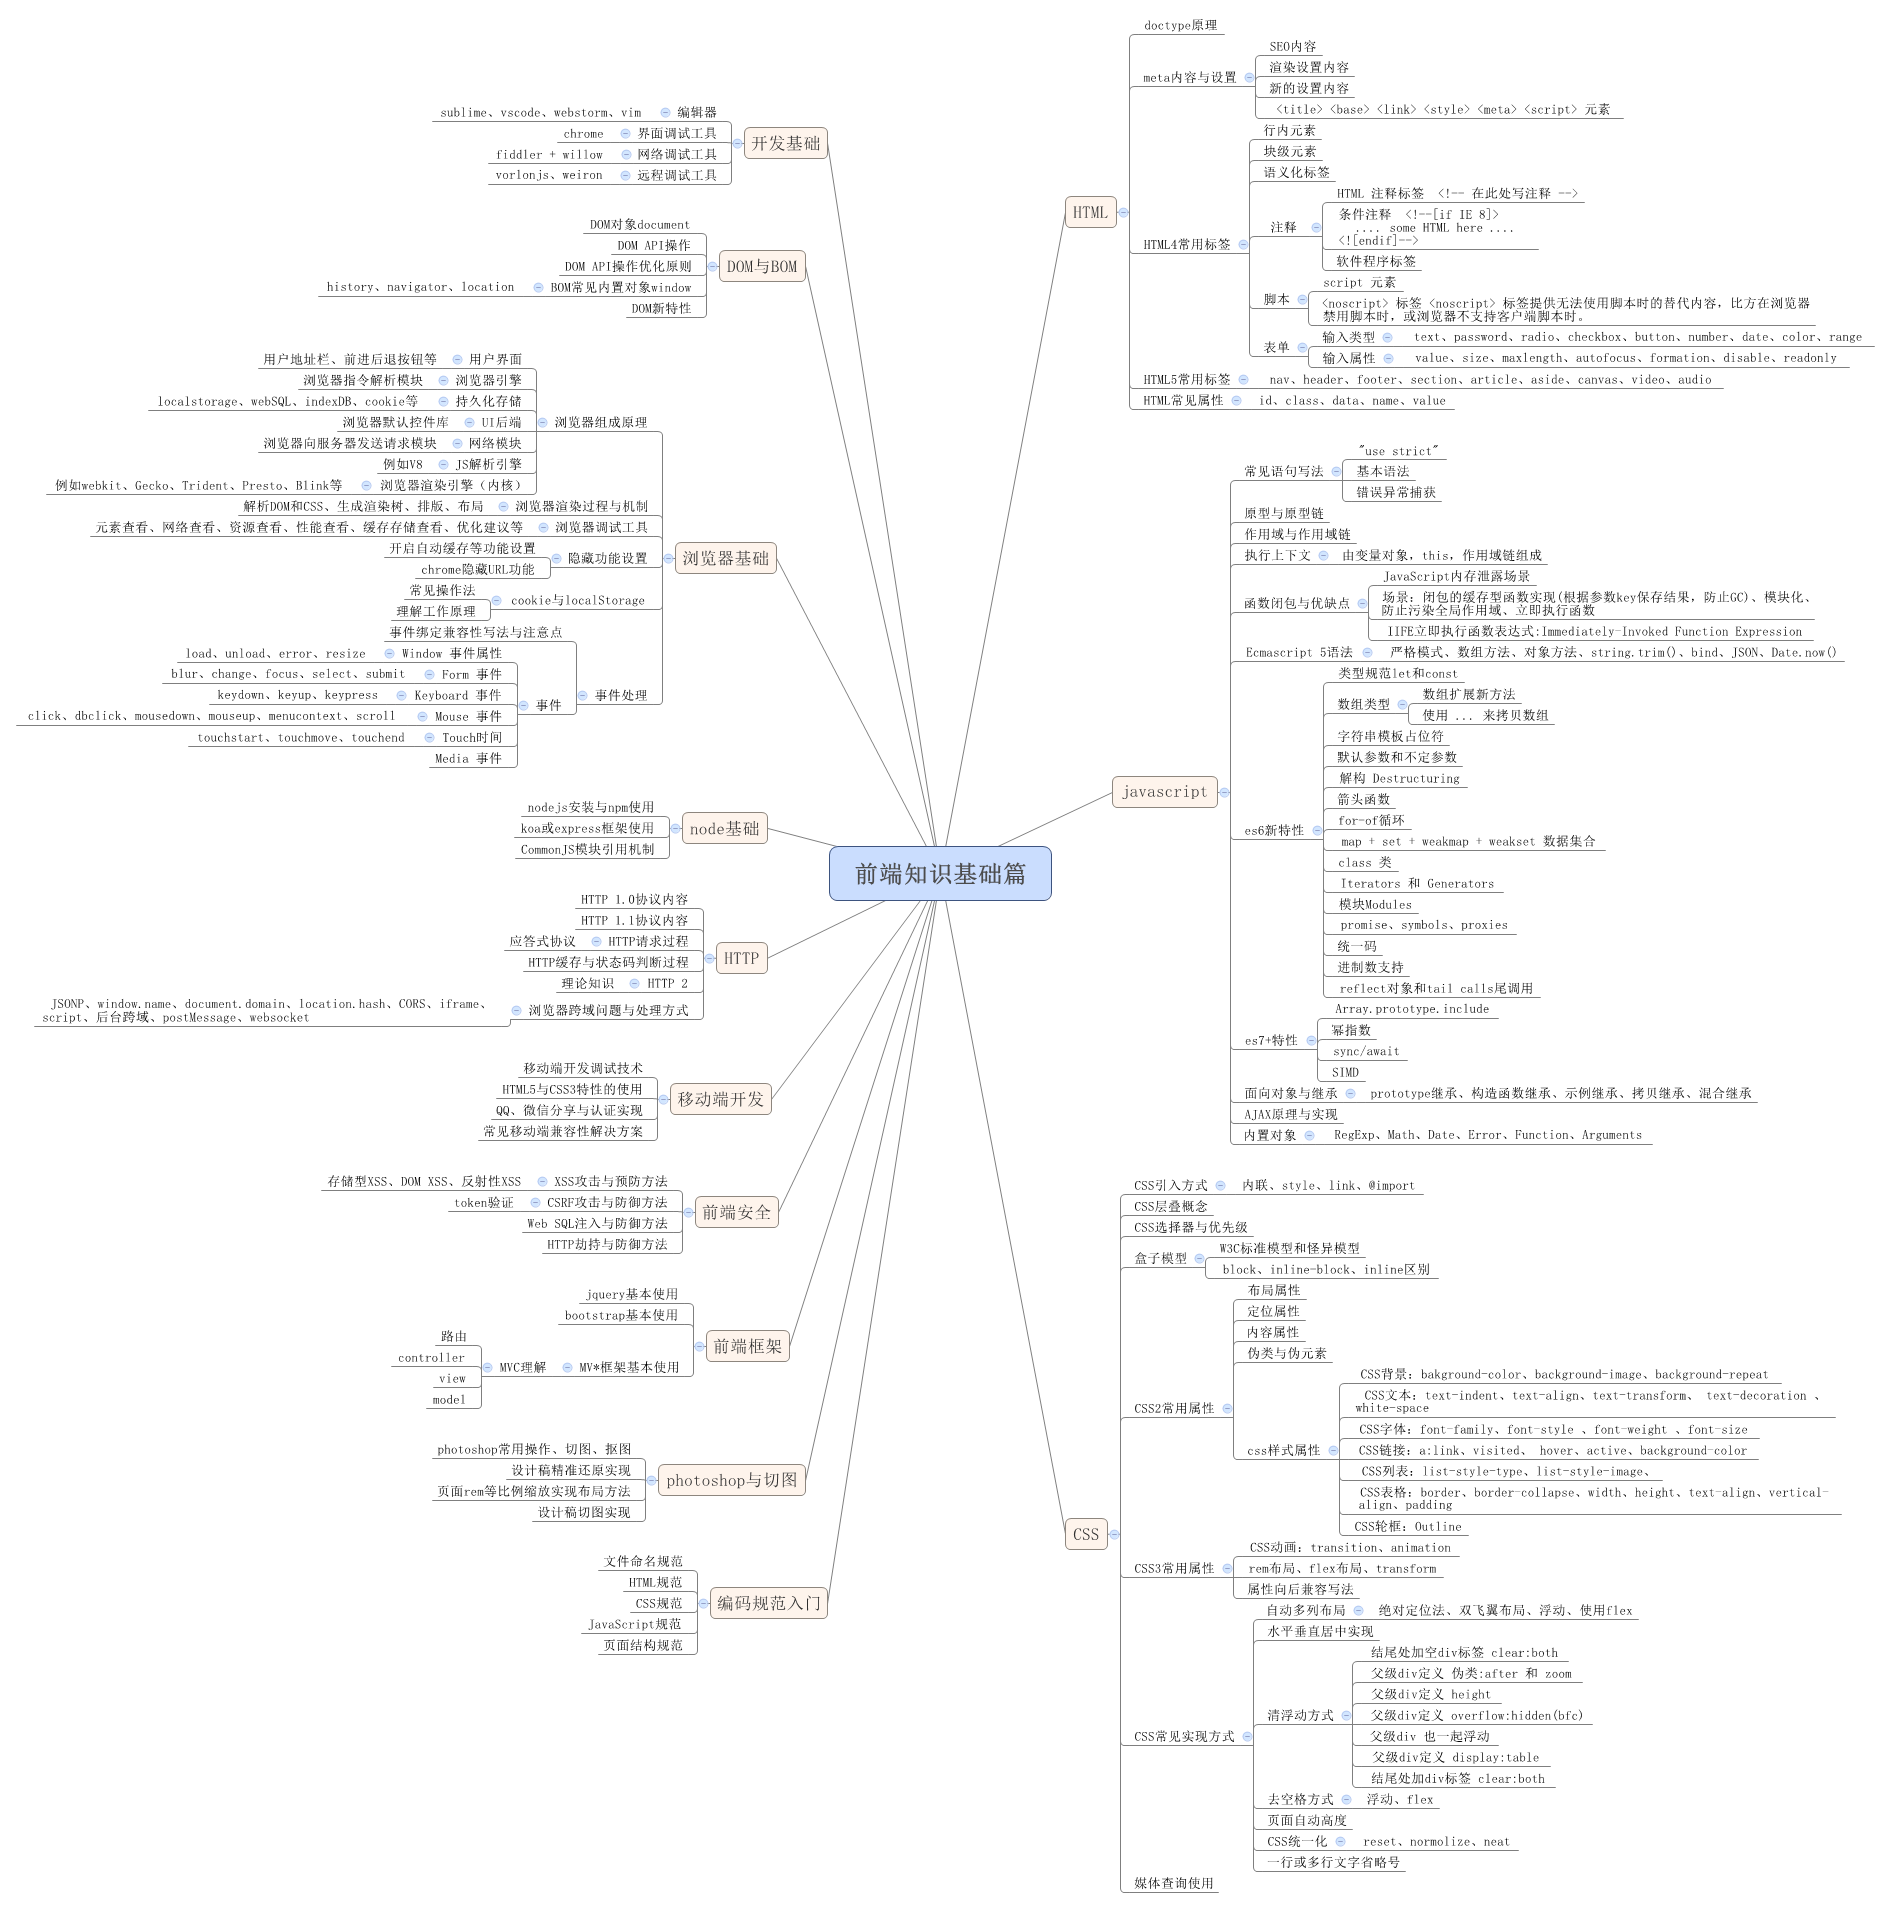 前端知识基础篇
HTML
doctype原理
meta内容与设置
SEO内容
渲染设置内容
新的设置内容
<title> <base> <link> <style> <meta> <script> 元素
HTML4常用标签
行内元素
块级元素
语义化标签
注释
HTML 注释标签  <!-- 在此处写注释 -->
条件注释  <!--[if IE 8]>
.... some HTML here ....
<![endif]-->
软件程序标签
脚本
script 元素
<noscript> 标签 <noscript> 标签提供无法使用脚本时的替代内容，比方在浏览器
禁用脚本时，或浏览器不支持客户端脚本时。
表单
输入类型
text、password、radio、checkbox、button、number、date、color、range
输入属性
value、size、maxlength、autofocus、formation、disable、readonly
HTML5常用标签
nav、header、footer、section、article、aside、canvas、video、audio
HTML常见属性
id、class、data、name、value
javascript
常见语句写法
"use strict"
基本语法
错误异常捕获
原型与原型链
作用域与作用域链
执行上下文
由变量对象，this，作用域链组成
函数闭包与优缺点
JavaScript内存泄露场景
场景：闭包的缓存型函数实现(根据参数key保存结果，防止GC)、模块化、
防止污染全局作用域、立即执行函数
IIFE立即执行函数表达式:Immediately-Invoked Function Expression
Ecmascript 5语法
严格模式、数组方法、对象方法、string.trim()、bind、JSON、Date.now()
es6新特性
类型规范let和const
数组类型
数组扩展新方法
使用 ... 来拷贝数组
字符串模板占位符
默认参数和不定参数
解构 Destructuring
箭头函数
for-of循环
map + set + weakmap + weakset 数据集合
class 类
Iterators 和 Generators
模块Modules
promise、symbols、proxies
统一码
进制数支持
reflect对象和tail calls尾调用
es7+特性
Array.prototype.include
幂指数
sync/await
SIMD
面向对象与继承
prototype继承、构造函数继承、示例继承、拷贝继承、混合继承
AJAX原理与实现
内置对象
RegExp、Math、Date、Error、Function、Arguments
CSS
CSS引入方式
内联、style、link、@import
CSS层叠概念
CSS选择器与优先级
盒子模型
W3C标准模型和怪异模型
block、inline-block、inline区别
CSS2常用属性
布局属性
定位属性
内容属性
伪类与伪元素
css样式属性
CSS背景：bakground-color、background-image、background-repeat
CSS文本：text-indent、text-align、text-transform、 text-decoration 、
white-space
CSS字体：font-family、font-style 、font-weight 、font-size
CSS链接：a:link、visited、 hover、active、background-color
CSS列表：list-style-type、list-style-image、
CSS表格：border、border-collapse、width、height、text-align、vertical-
align、padding
CSS轮框：Outline
CSS3常用属性
CSS动画：transition、animation
rem布局、flex布局、transform
属性向后兼容写法
CSS常见实现方式
自动多列布局
绝对定位法、双飞翼布局、浮动、使用flex
水平垂直居中实现
清浮动方式
结尾处加空div标签 clear:both
父级div定义 伪类:after 和 zoom
父级div定义 height
父级div定义 overflow:hidden(bfc)
父级div 也一起浮动
父级div定义 display:table
结尾处加div标签 clear:both
去空格方式
浮动、flex
页面自动高度
CSS统一化
reset、normolize、neat
一行或多行文字省略号
媒体查询使用
开发基础
编辑器
sublime、vscode、webstorm、vim
界面调试工具
chrome
网络调试工具
fiddler + willow
远程调试工具
vorlonjs、weiron
DOM与BOM
DOM对象document
DOM API操作
DOM API操作优化原则
BOM常见内置对象window
history、navigator、location
DOM新特性
浏览器基础
浏览器组成原理
用户界面
用户地址栏、前进后退按钮等
浏览器引擎
浏览器指令解析模块
持久化存储
localstorage、webSQL、indexDB、cookie等
UI后端
浏览器默认控件库
网络模块
浏览器向服务器发送请求模块
JS解析引擎
例如V8
浏览器渲染引擎（内核）
例如webkit、Gecko、Trident、Presto、Blink等
浏览器渲染过程与机制
解析DOM和CSS、生成渲染树、排版、布局
浏览器调试工具
元素查看、网络查看、资源查看、性能查看、缓存存储查看、优化建议等
隐藏功能设置
开启自动缓存等功能设置
chrome隐藏URL功能
cookie与localStorage
常见操作法
理解工作原理
事件处理
事件绑定兼容性写法与注意点
事件
Window 事件属性
load、unload、error、resize
Form 事件
blur、change、focus、select、submit
Keyboard 事件
keydown、keyup、keypress
Mouse 事件
click、dbclick、mousedown、mouseup、menucontext、scroll
Touch时间
touchstart、touchmove、touchend
Media 事件
node基础
nodejs安装与npm使用
koa或express框架使用
CommonJS模块引用机制
HTTP
HTTP 1.0协议内容
HTTP 1.1协议内容
HTTP请求过程
应答式协议
HTTP缓存与状态码判断过程
HTTP 2
理论知识
浏览器跨域问题与处理方式
JSONP、window.name、document.domain、location.hash、CORS、iframe、
script、后台跨域、postMessage、websocket
移动端开发
移动端开发调试技术
HTML5与CSS3特性的使用
QQ、微信分享与认证实现
常见移动端兼容性解决方案
前端安全
XSS攻击与预防方法
存储型XSS、DOM XSS、反射性XSS
CSRF攻击与防御方法
token验证
Web SQL注入与防御方法
HTTP劫持与防御方法
前端框架
jquery基本使用
bootstrap基本使用
MV*框架基本使用
MVC理解
路由
controller
view
model
photoshop与切图
photoshop常用操作、切图、抠图
设计稿精准还原实现
页面rem等比例缩放实现布局方法
设计稿切图实现
编码规范入门
文件命名规范
HTML规范
CSS规范
JavaScript规范
页面结构规范